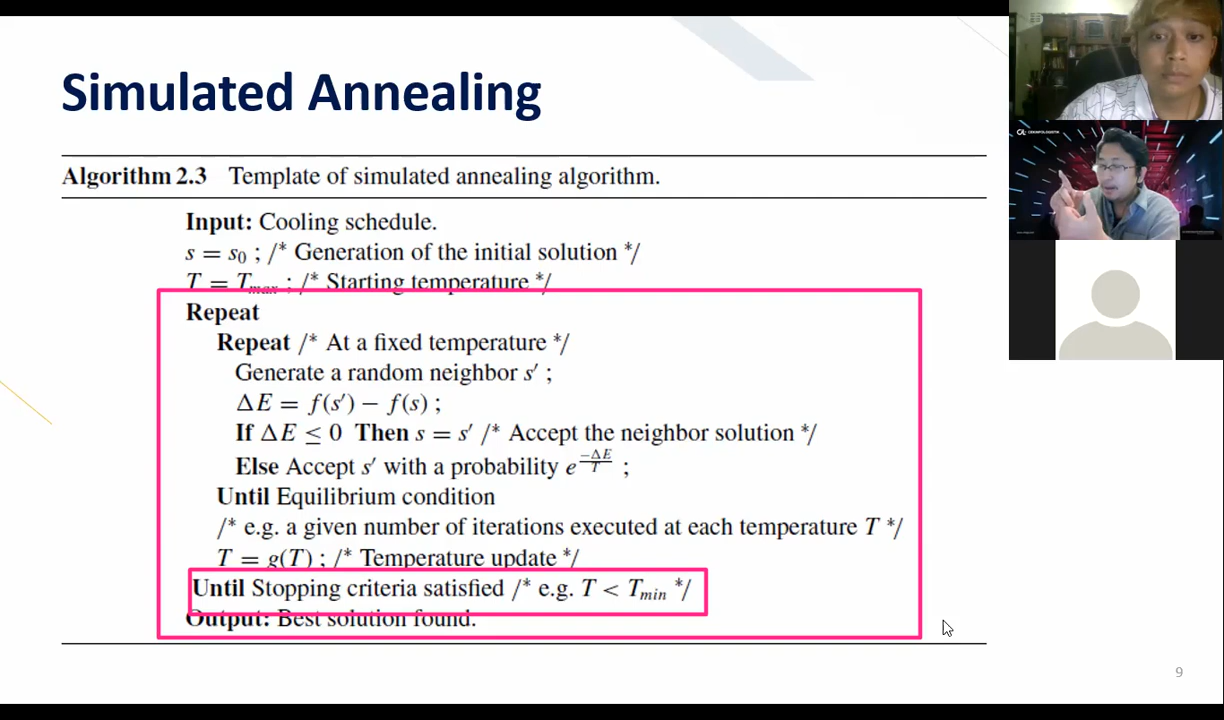 Simulated Annealing
Algorithm 2.3 Template of simulated annealing algorithm.
Input: Cooling schedule.
s = s₀ ; /* Generation of the initial solution */
T = Tₘₐₓ ; /* Starting temperature */
Repeat
Repeat /* At a fixed temperature */
Generate a random neighbor s′ ;
ΔE = f(s′) − f(s) ;
If ΔE ≤ 0 Then s = s′ /* Accept the neighbor solution */
Else Accept s′ with a probability e^(−ΔE/T) ;
Until Equilibrium condition
/* e.g. a given number of iterations executed at each temperature T */
T = g(T) ; /* Temperature update */
Until Stopping criteria satisfied /* e.g. T < Tₘᵢₙ */
Output: Best solution found.
9